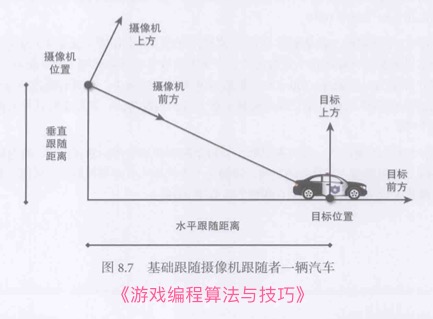 摄像机
上方
摄像机
位置
摄像机
前方
目标
上方
垂直
跟随
距离
目标
前方
目标位置
水平跟随距离
图 8.7 基础跟随摄像机跟随者一辆汽车
《游戏编程算法与技巧》